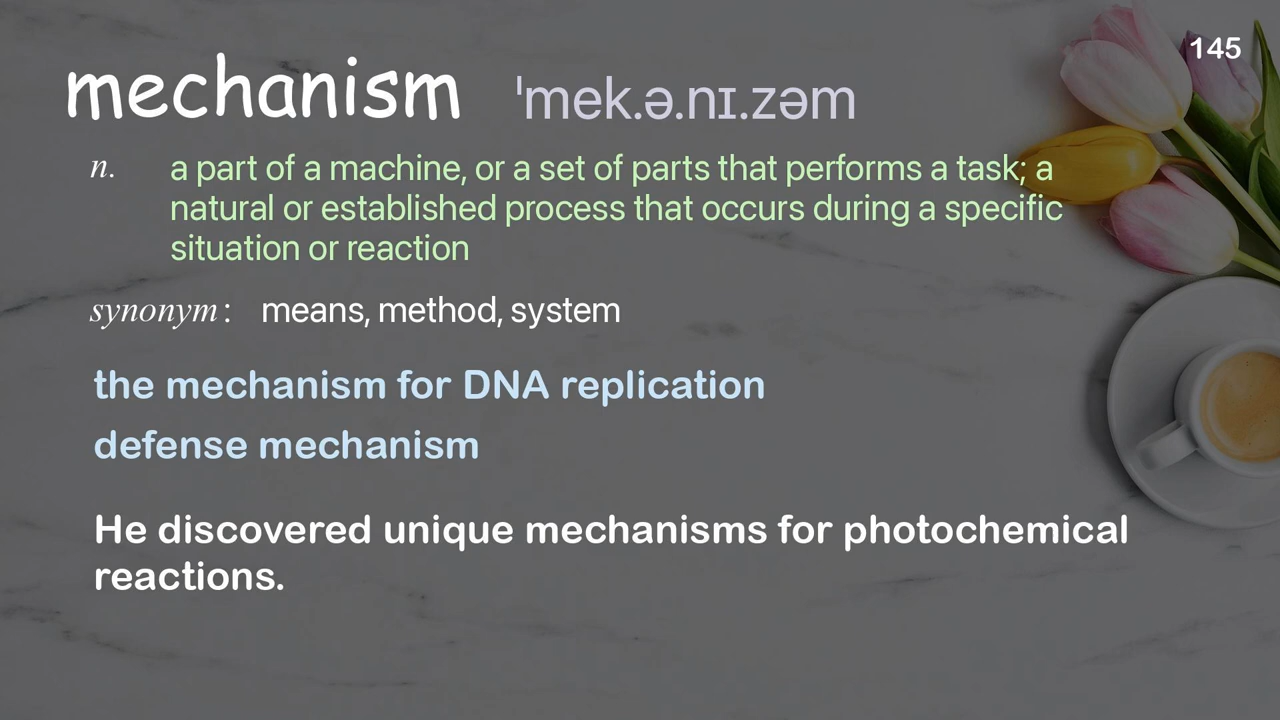 145
mechanism ˈmek.ə.nɪ.zəm
n. a part of a machine, or a set of parts that performs a task; a
natural or established process that occurs during a specific
situation or reaction
synonym: means, method, system
the mechanism for DNA replication
defense mechanism
He discovered unique mechanisms for photochemical
reactions.